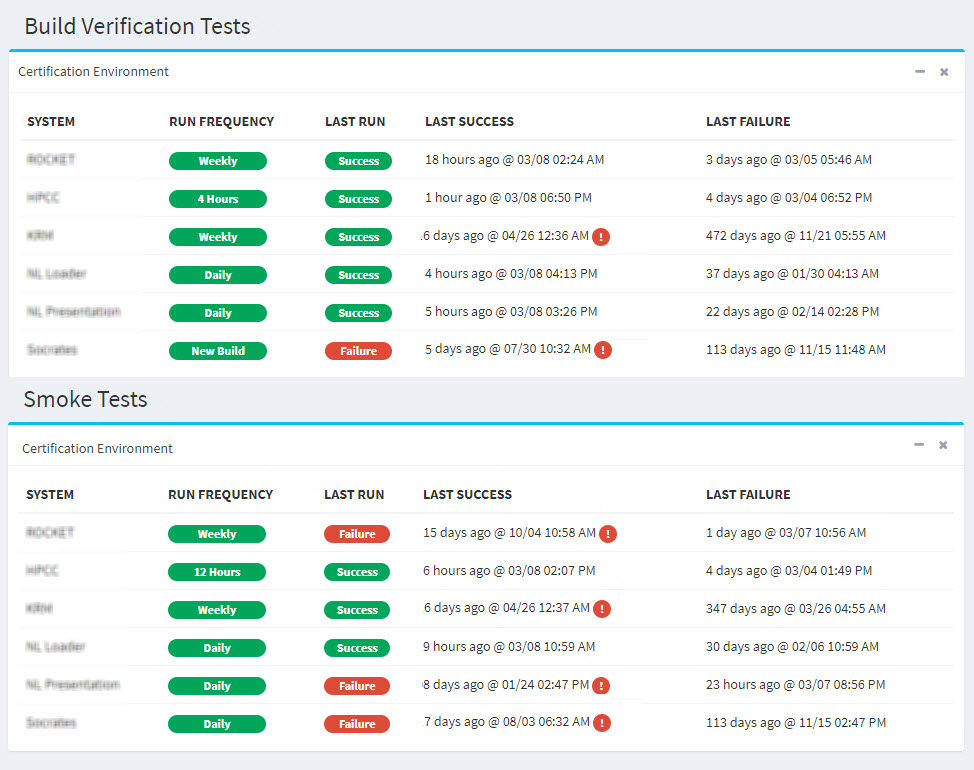 Build Verification Tests
Certification Environment
SYSTEM RUN FREQUENCY LAST RUN LAST SUCCESS LAST FAILURE
ROCKET Weekly Success 18 hours ago @ 03/08 02:24 AM 3 days ago @ 03/05 05:46 AM
HPCC 4 Hours Success 1 hour ago @ 03/08 06:50 PM 4 days ago @ 03/04 06:52 PM
KRM Weekly Success .6 days ago @ 04/26 12:36 AM ! 472 days ago @ 11/21 05:55 AM
NL Loader Daily Success 4 hours ago @ 03/08 04:13 PM 37 days ago @ 01/30 04:13 AM
NL Presentation Daily Success 5 hours ago @ 03/08 03:26 PM 22 days ago @ 02/14 02:28 PM
Socrates New Build Failure 5 days ago @ 07/30 10:32 AM ! 113 days ago @ 11/15 11:48 AM
Smoke Tests
Certification Environment
SYSTEM RUN FREQUENCY LAST RUN LAST SUCCESS LAST FAILURE
ROCKET Weekly Failure 15 days ago @ 10/04 10:58 AM ! 1 day ago @ 03/07 10:56 AM
HPCC 12 Hours Success 6 hours ago @ 03/08 02:07 PM 4 days ago @ 03/04 01:49 PM
KRM Weekly Success 6 days ago @ 04/26 12:37 AM ! 347 days ago @ 03/26 04:55 AM
NL Loader Daily Success 9 hours ago @ 03/08 10:59 AM 30 days ago @ 02/06 10:59 AM
NL Presentation Daily Failure 8 days ago @ 01/24 02:47 PM ! 23 hours ago @ 03/07 08:56 PM
Socrates Daily Failure .7 days ago @ 08/03 06:32 AM ! 113 days ago @ 11/15 02:47 PM